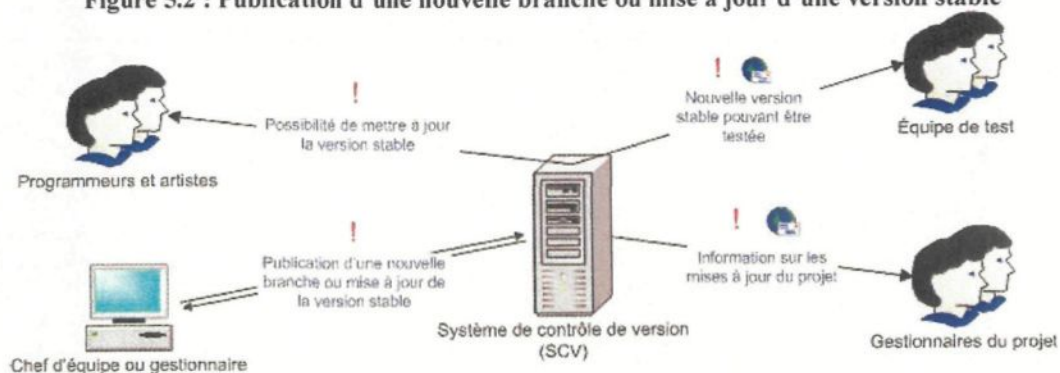 Figure 5.2 : Publication d'une nouvelle branche ou mise à jour d'une version stable
!
Possibilité de mettre à jour
la version stable
Programmeurs et artistes
!
Nouvelle version
stable pouvant être
testée
Équipe de test
!
Publication d'une nouvelle
branche ou mise à jour de
la version stable
Chef d'équipe ou gestionnaire
Système de contrôle de version
(SCV)
!
Information sur les
mises à jour du projet
Gestionnaires du projet